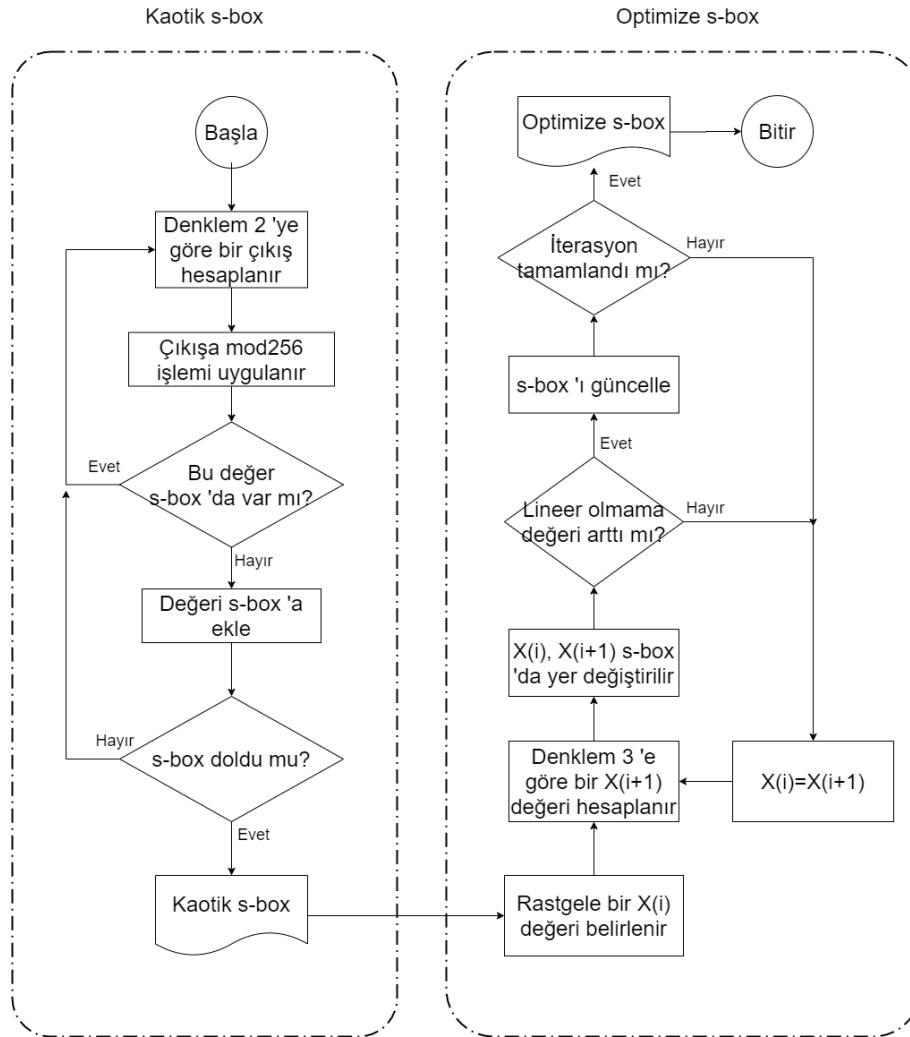 Kaotik s-box
Başla
Denklem 2 'ye
göre bir çıkış
hesaplanır
Çıkışa mod256
işlemi uygulanır
Evet
Bu değer
s-box 'da var mı?
Hayır
Değeri s-box 'a
ekle
Hayır
s-box doldu mu?
Evet
Kaotik s-box
Optimize s-box
Optimize s-box
Bitir
Evet
İterasyon
tamamlandı mı?
Hayır
s-box 'ı güncelle
Evet
Lineer olmama
değeri arttı mı?
Hayır
X(i), X(i+1) s-box
'da yer değiştirilir
Denklem 3 'e
göre bir X(i+1)
değeri hesaplanır
X(i)=X(i+1)
Rastgele bir X(i)
değeri belirlenir